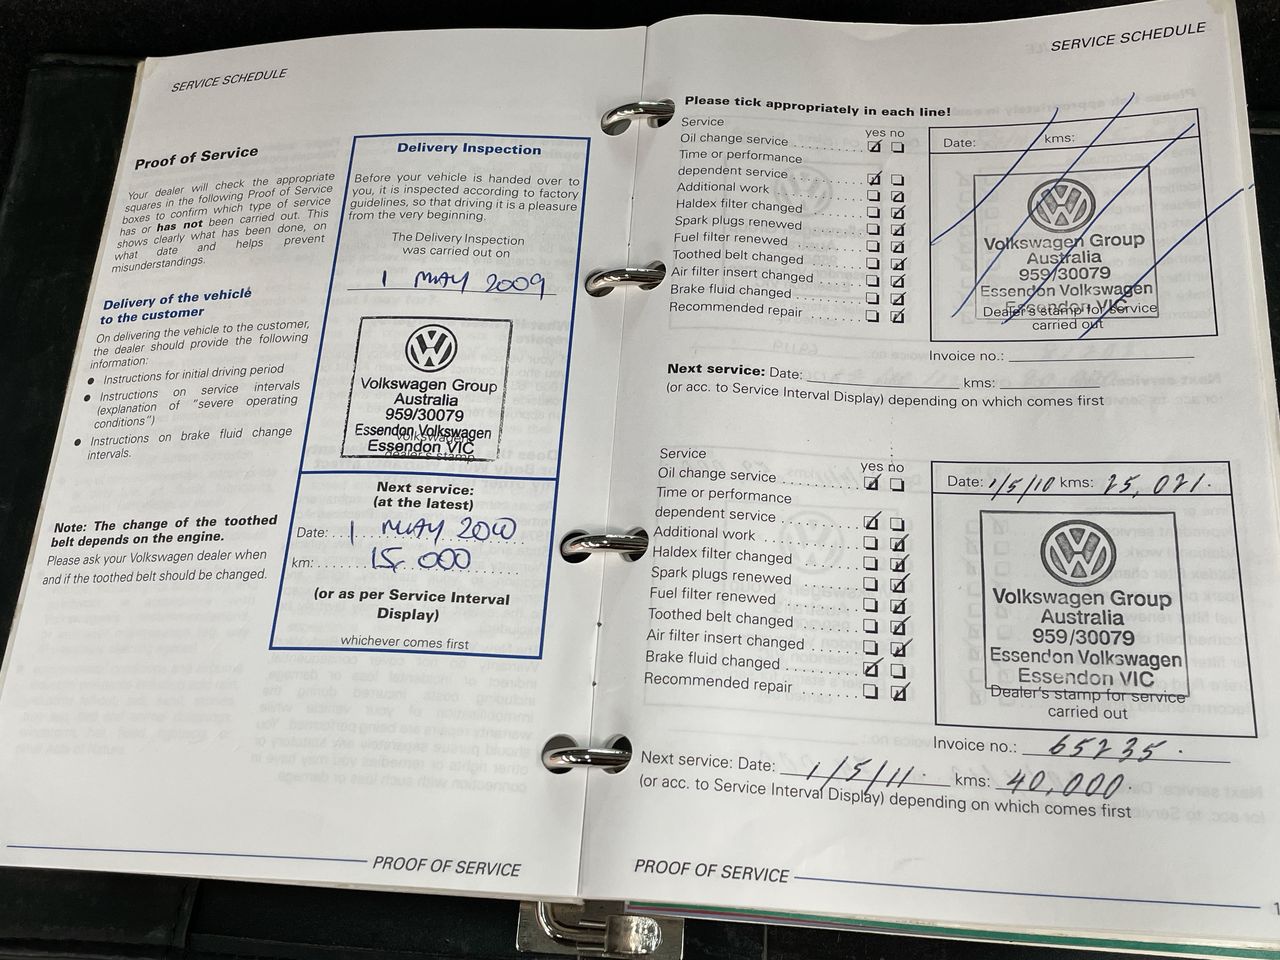 SERVICE SCHEDULE
Proof of Service
Your dealer will check the appropriate
squares in the following Proof of Service
boxes to confirm which type of service
has or has not been carried out. This
shows clearly what has been done, on
what date and helps prevent
misunderstandings.
Delivery of the vehicle
to the customer
On delivering the vehicle to the customer,
the dealer should provide the following
information:
● Instructions for initial driving period
● Instructions on service intervals
(explanation of "severe operating
conditions")
● Instructions on brake fluid change
intervals.
Note: The change of the toothed
belt depends on the engine.
Please ask your Volkswagen dealer when
and if the toothed belt should be changed.
Delivery Inspection
Before your vehicle is handed over to
you, it is inspected according to factory
guidelines, so that driving it is a pleasure
from the very beginning.
The Delivery Inspection
was carried out on
1 MAY 2009
Volkswagen Group
Australia
959/30079
Essendon Volkswagen
Volkswagen
Essendon VIC
dealer's stamp
Next service:
(at the latest)
Date: 1 MAY 2010
km: 15,000
(or as per Service Interval
Display)
whichever comes first
PROOF OF SERVICE
SERVICE SCHEDULE
Please tick appropriately in each line!
Service
yes no
Oil change service
Time or performance
dependent service
Additional work
Haldex filter changed
Spark plugs renewed
Fuel filter renewed
Toothed belt changed
Air filter insert changed
Brake fluid changed
Recommended repair
Date: kms:
Volkswagen Group
Australia
959/30079
Essendon Volkswagen
Essendon VIC
Dealer's stamp for service
carried out
Invoice no.:
Next service: Date: kms:
(or acc. to Service Interval Display) depending on which comes first
Service
yes no
Oil change service
Time or performance
dependent service
Additional work
Haldex filter changed
Spark plugs renewed
Fuel filter renewed
Toothed belt changed
Air filter insert changed
Brake fluid changed
Recommended repair
Date: 1/5/10 kms: 25,021.
Volkswagen Group
Australia
959/30079
Essendon Volkswagen
Essendon VIC
Dealer's stamp for service
carried out
Invoice no.: 65235.
Next service: Date: 1/5/11. kms: 40,000.
(or acc. to Service Interval Display) depending on which comes first
PROOF OF SERVICE